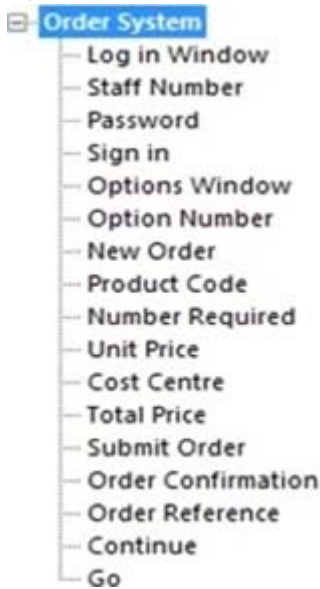 Order System
Log in Window
Staff Number
Password
Sign in
Options Window
Option Number
New Order
Product Code
Number Required
Unit Price
Cost Centre
Total Price
Submit Order
Order Confirmation
Order Reference
Continue
Go